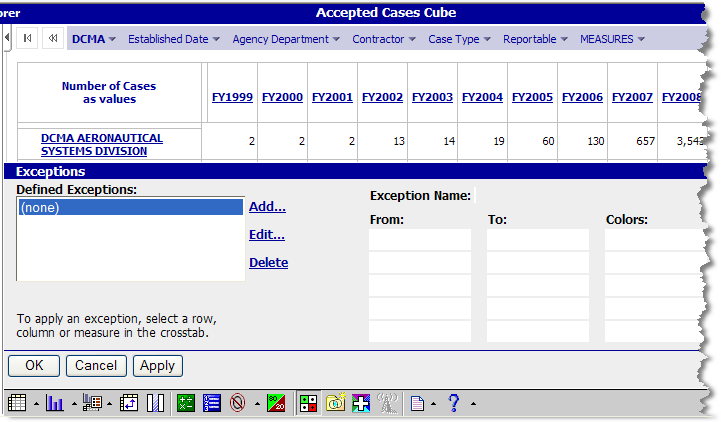 orer Accepted Cases Cube
DCMA Established Date Agency Department Contractor Case Type Reportable MEASURES
Number of Cases
as values
FY1999 FY2000 FY2001 FY2002 FY2003 FY2004 FY2005 FY2006 FY2007 FY2008
DCMA AERONAUTICAL
SYSTEMS DIVISION
2 2 2 13 14 19 60 130 657 3,542
Exceptions
Defined Exceptions:
(none)
Add...
Edit...
Delete
Exception Name:
From: To: Colors:
To apply an exception, select a row,
column or measure in the crosstab.
OK Cancel Apply
80
20
?